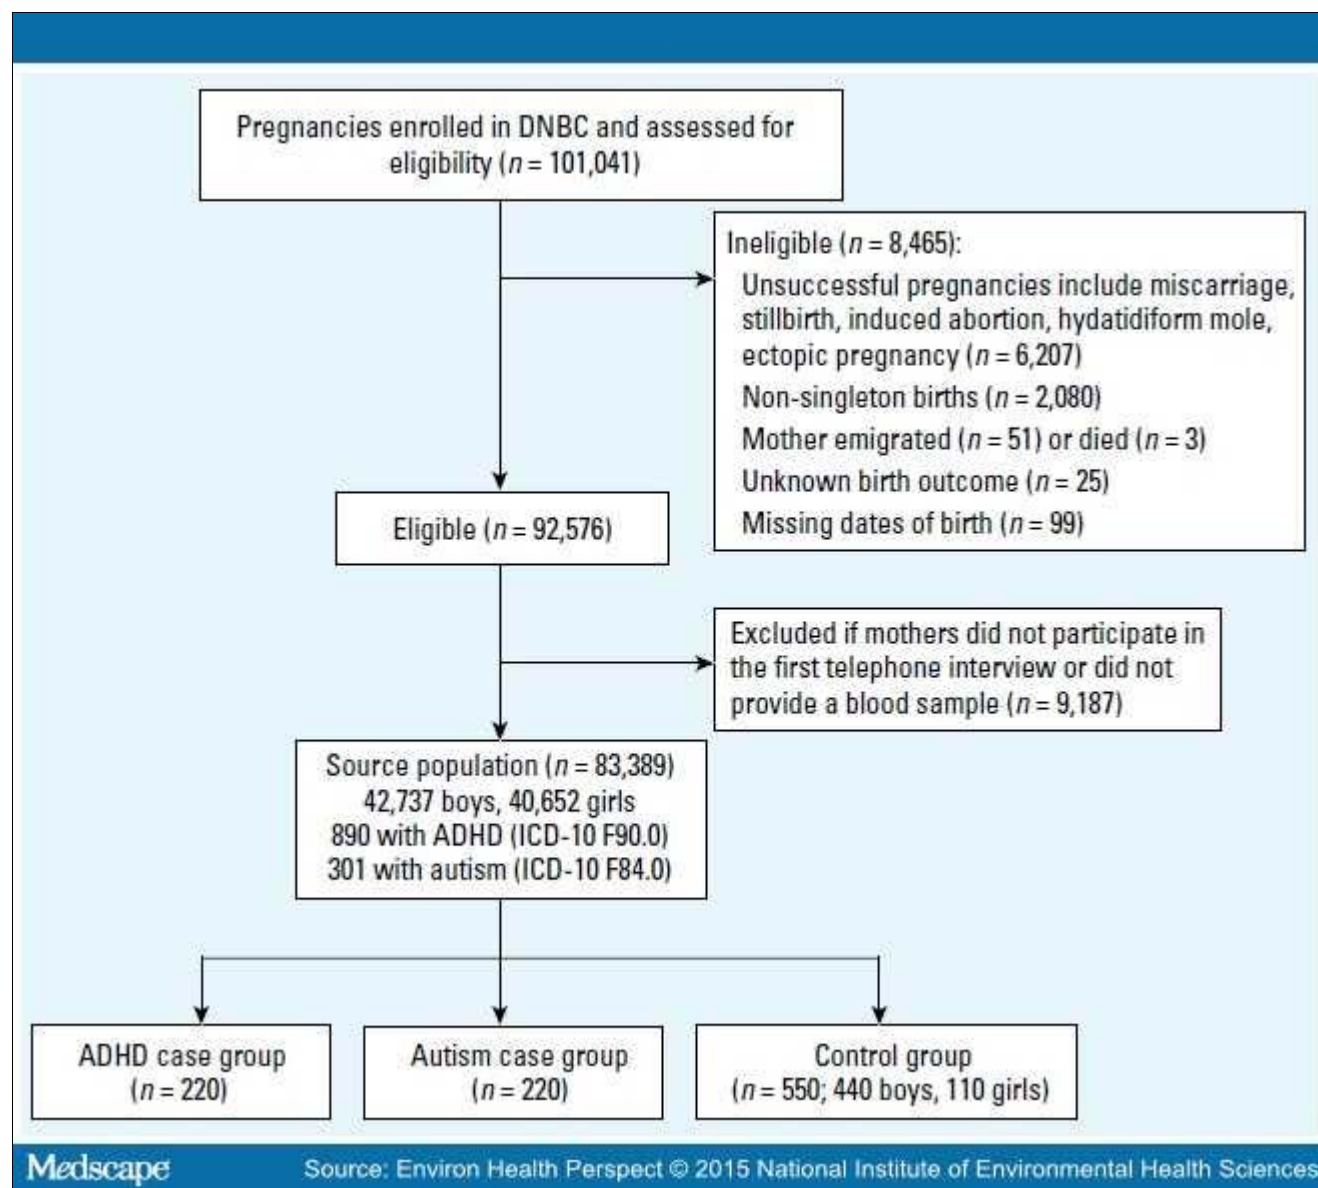 Pregnancies enrolled in DNBC and assessed for
eligibility (n = 101,041)
Ineligible (n = 8,465):
Unsuccessful pregnancies include miscarriage,
stillbirth, induced abortion, hydatidiform mole,
ectopic pregnancy (n = 6,207)
Non-singleton births (n = 2,080)
Mother emigrated (n = 51) or died (n = 3)
Unknown birth outcome (n = 25)
Missing dates of birth (n = 99)
Eligible (n = 92,576)
Excluded if mothers did not participate in
the first telephone interview or did not
provide a blood sample (n = 9,187)
Source population (n = 83,389)
42,737 boys, 40,652 girls
890 with ADHD (ICD-10 F90.0)
301 with autism (ICD-10 F84.0)
ADHD case group
(n = 220)
Autism case group
(n = 220)
Control group
(n = 550; 440 boys, 110 girls)
Medscape
Source: Environ Health Perspect © 2015 National Institute of Environmental Health Sciences